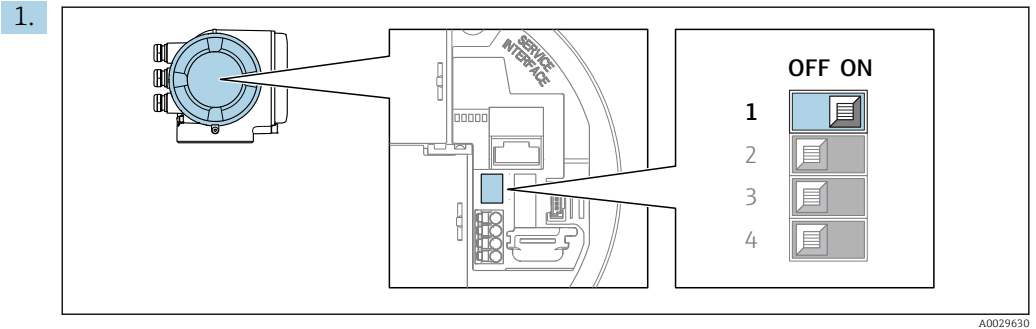 1.
SERVICE
INTERFACE
OFF ON
1
2
3
4
A0029630